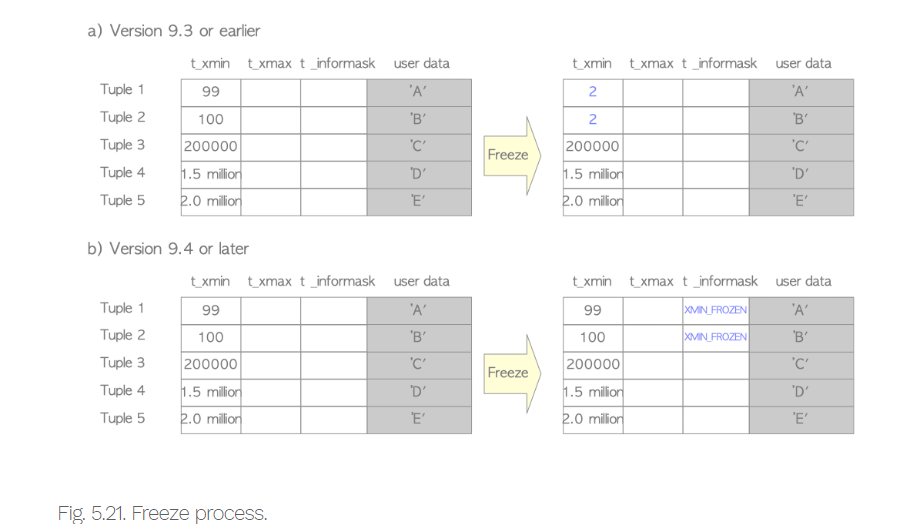 a) Version 9.3 or earlier
t_xmin t_xmax t_informask user data t_xmin t_xmax t_informask user data
Tuple 1 99 'A' 2 'A'
Tuple 2 100 'B' 2 'B'
Tuple 3 200000 'C' 200000 'C'
Freeze
Tuple 4 1.5 million 'D' 1.5 million 'D'
Tuple 5 2.0 million 'E' 2.0 million 'E'
b) Version 9.4 or later
t_xmin t_xmax t_informask user data t_xmin t_xmax t_informask user data
Tuple 1 99 'A' 99 XMIN_FROZEN 'A'
Tuple 2 100 'B' 100 XMIN_FROZEN 'B'
Tuple 3 200000 'C' 200000 'C'
Freeze
Tuple 4 1.5 million 'D' 1.5 million 'D'
Tuple 5 2.0 million 'E' 2.0 million 'E'
Fig. 5.21. Freeze process.